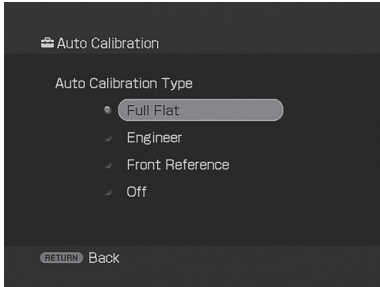 Auto Calibration
Auto Calibration Type
Full Flat
Engineer
Front Reference
Off
RETURN Back